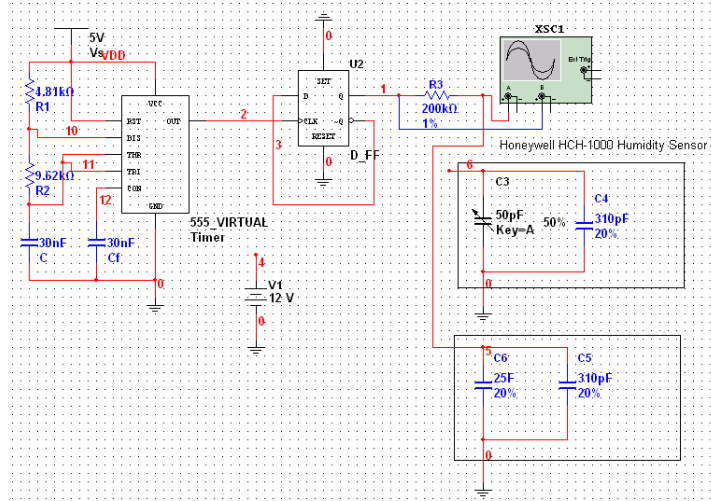 XSC1
Ext Trig
+
-
A
B
+ - + -
5V
Vs
VDD
4.81kΩ
R1
VCC
RST
DIS
THR
TRI
CON
OUT
GND
10
9.62kΩ
R2
11
12
30nF
C
30nF
Cf
0
555_VIRTUAL
Timer
2
3
0
U2
SET
D
Q
CLK
~Q
RESET
D_FF
0
1
R3
200kΩ
1%
4
V1
12 V
0
Honeywell HCH-1000 Humidity Sensor
6
C3
50pF
Key=A
50%
C4
310pF
20%
0
5
C6
25F
20%
C5
310pF
20%
0